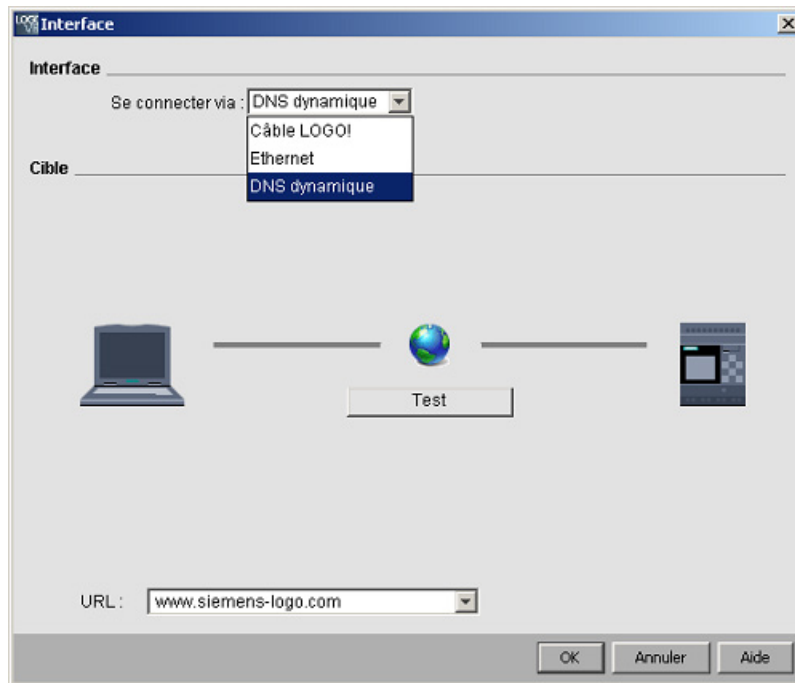 Interface
Interface
Se connecter via : DNS dynamique
Câble LOGO!
Ethernet
DNS dynamique
Cible
Test
URL : www.siemens-logo.com
OK Annuler Aide